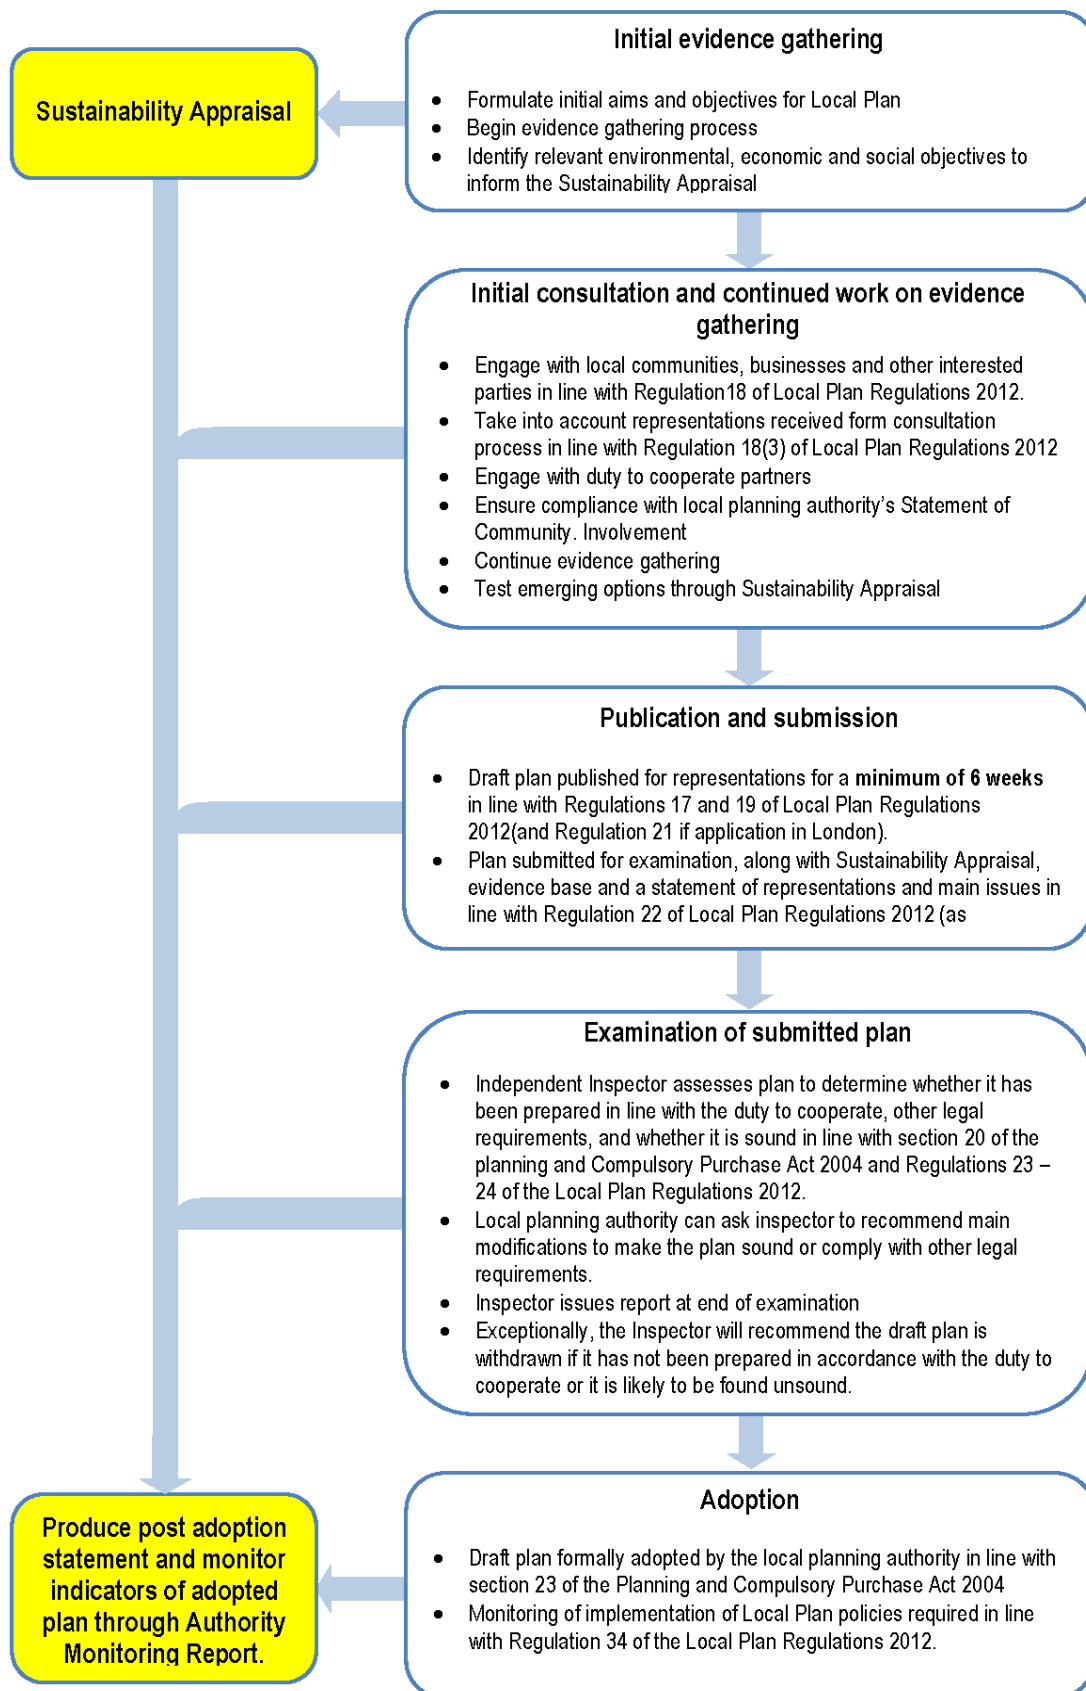 Initial evidence gathering
• Formulate initial aims and objectives for Local Plan
• Begin evidence gathering process
• Identify relevant environmental, economic and social objectives to
inform the Sustainability Appraisal
Sustainability Appraisal
Initial consultation and continued work on evidence
gathering
• Engage with local communities, businesses and other interested
parties in line with Regulation18 of Local Plan Regulations 2012.
• Take into account representations received form consultation
process in line with Regulation 18(3) of Local Plan Regulations 2012
• Engage with duty to cooperate partners
• Ensure compliance with local planning authority’s Statement of
Community. Involvement
• Continue evidence gathering
• Test emerging options through Sustainability Appraisal
Publication and submission
• Draft plan published for representations for a minimum of 6 weeks
in line with Regulations 17 and 19 of Local Plan Regulations
2012(and Regulation 21 if application in London).
• Plan submitted for examination, along with Sustainability Appraisal,
evidence base and a statement of representations and main issues in
line with Regulation 22 of Local Plan Regulations 2012 (as
Examination of submitted plan
• Independent Inspector assesses plan to determine whether it has
been prepared in line with the duty to cooperate, other legal
requirements, and whether it is sound in line with section 20 of the
planning and Compulsory Purchase Act 2004 and Regulations 23 –
24 of the Local Plan Regulations 2012.
• Local planning authority can ask inspector to recommend main
modifications to make the plan sound or comply with other legal
requirements.
• Inspector issues report at end of examination
• Exceptionally, the Inspector will recommend the draft plan is
withdrawn if it has not been prepared in accordance with the duty to
cooperate or it is likely to be found unsound.
Adoption
• Draft plan formally adopted by the local planning authority in line with
section 23 of the Planning and Compulsory Purchase Act 2004
• Monitoring of implementation of Local Plan policies required in line
with Regulation 34 of the Local Plan Regulations 2012.
Produce post adoption
statement and monitor
indicators of adopted
plan through Authority
Monitoring Report.